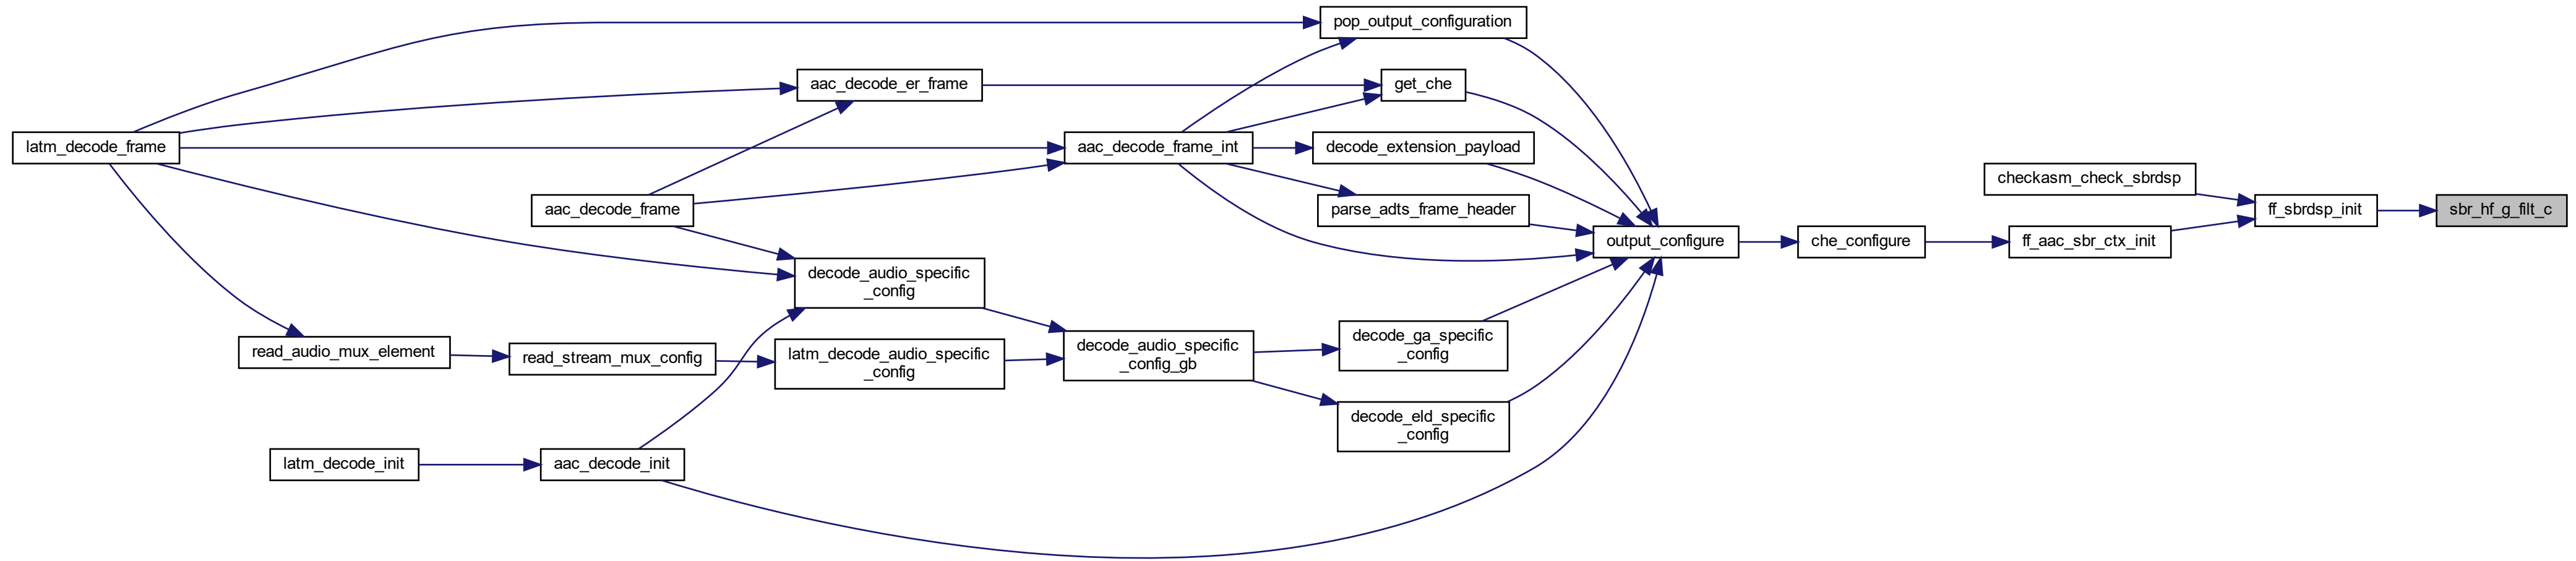 pop_output_configuration
aac_decode_er_frame
get_che
latm_decode_frame
aac_decode_frame_int
decode_extension_payload
checkasm_check_sbrdsp
aac_decode_frame
parse_adts_frame_header
ff_sbrdsp_init
sbr_hf_g_filt_c
output_configure
che_configure
ff_aac_sbr_ctx_init
decode_audio_specific
_config
read_audio_mux_element
read_stream_mux_config
latm_decode_audio_specific
_config
decode_audio_specific
_config_gb
decode_ga_specific
_config
decode_eld_specific
_config
latm_decode_init
aac_decode_init